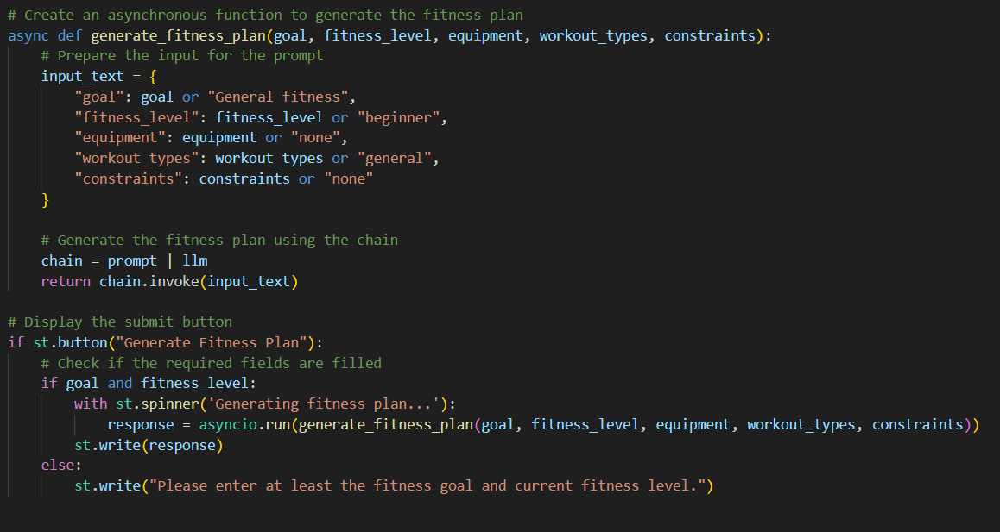 # Create an asynchronous function to generate the fitness plan
async def generate_fitness_plan(goal, fitness_level, equipment, workout_types, constraints):
    # Prepare the input for the prompt
    input_text = {
        "goal": goal or "General fitness",
        "fitness_level": fitness_level or "beginner",
        "equipment": equipment or "none",
        "workout_types": workout_types or "general",
        "constraints": constraints or "none"
    }

    # Generate the fitness plan using the chain
    chain = prompt | llm
    return chain.invoke(input_text)

# Display the submit button
if st.button("Generate Fitness Plan"):
    # Check if the required fields are filled
    if goal and fitness_level:
        with st.spinner('Generating fitness plan...'):
            response = asyncio.run(generate_fitness_plan(goal, fitness_level, equipment, workout_types, constraints))
        st.write(response)
    else:
        st.write("Please enter at least the fitness goal and current fitness level.")